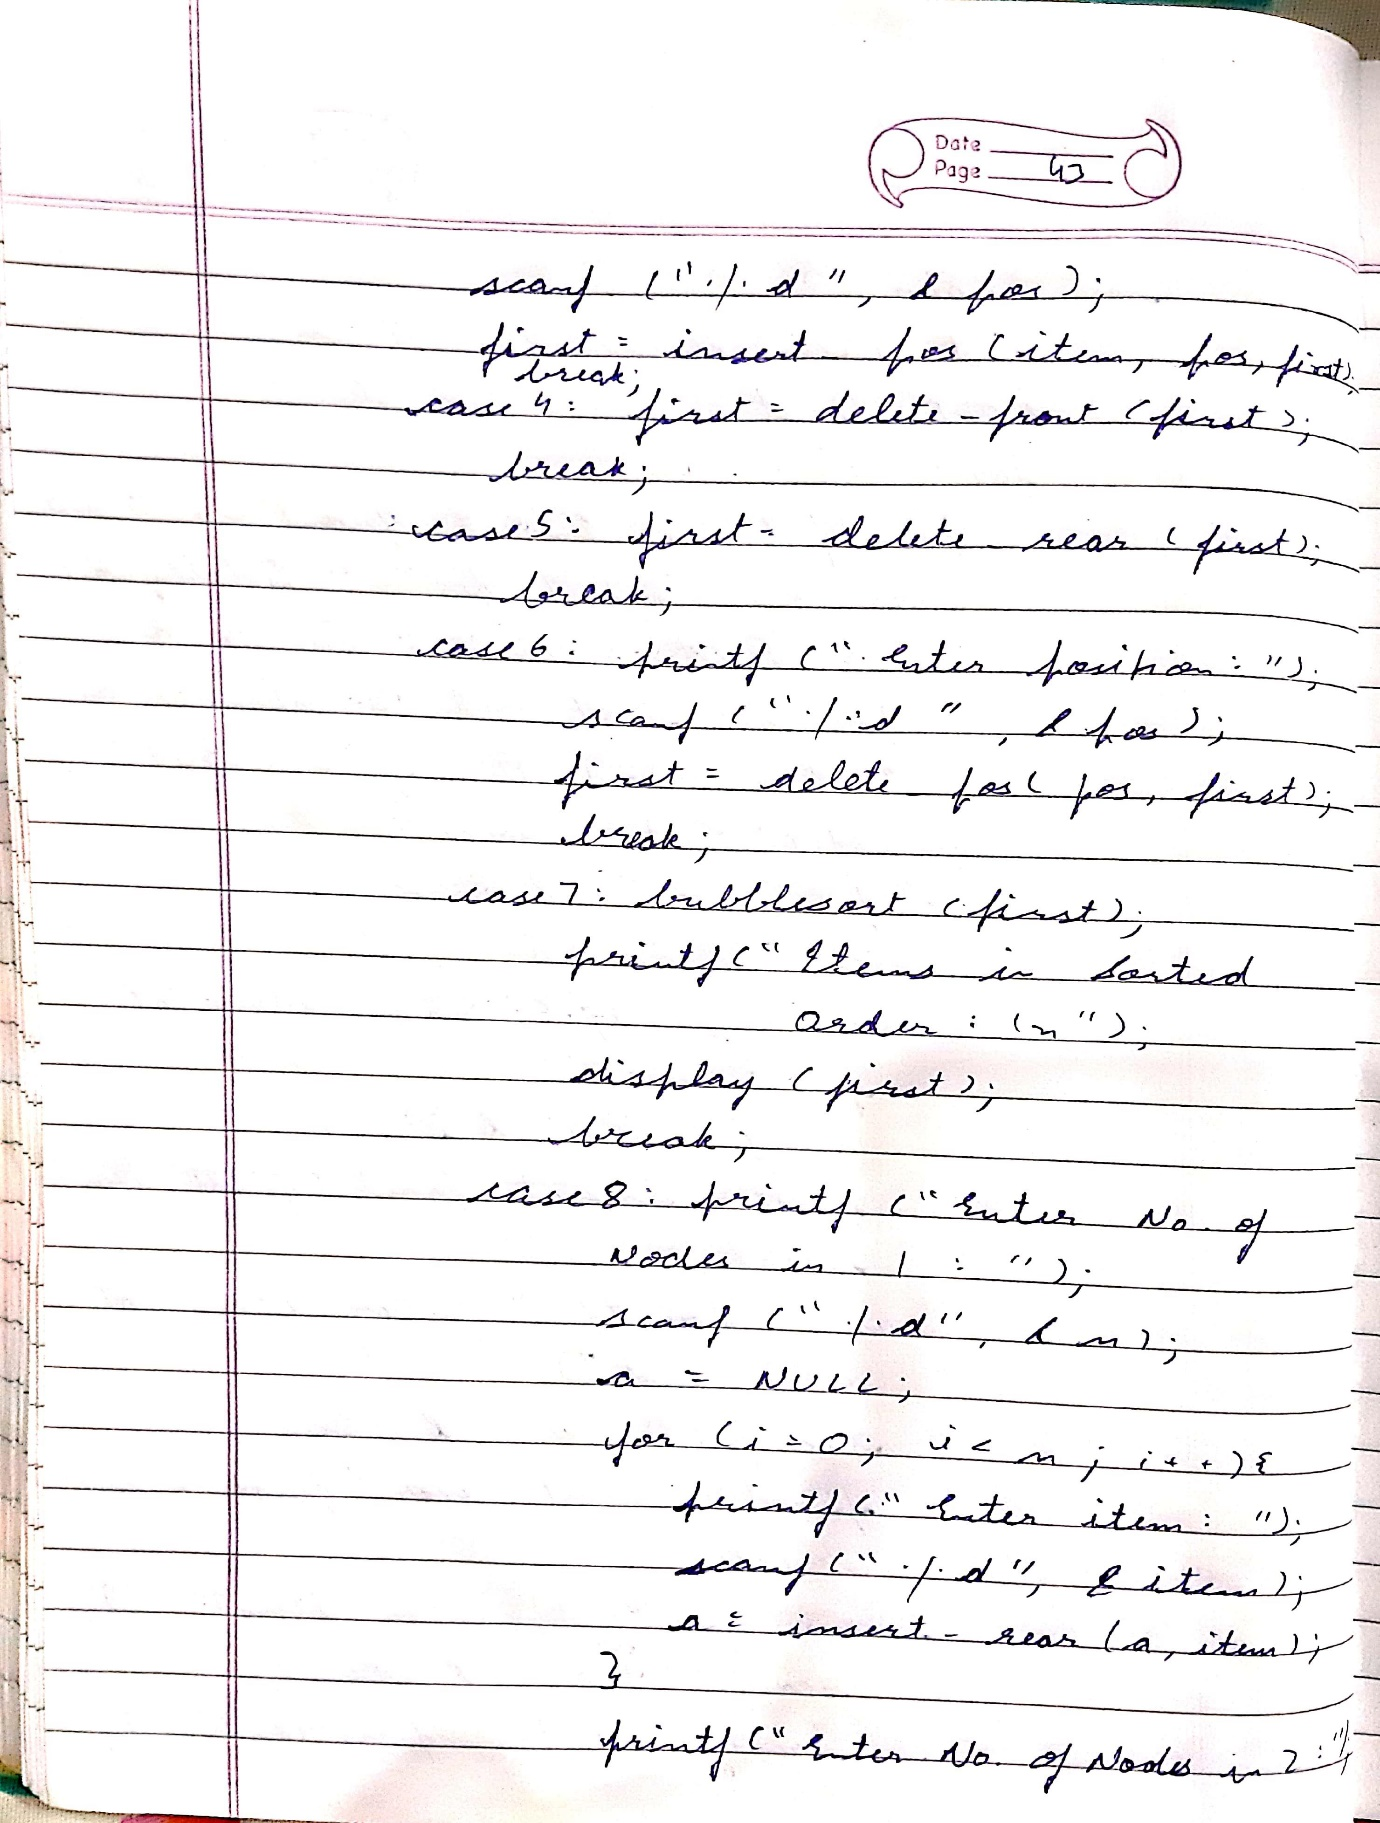 Date
Page 43
scanf ("%d", &pos);
first = insert_pos (item, pos, first);
break;
case 4: first = delete_front (first);
break;
case 5: first = delete_rear (first);
break;
case 6: printf ("Enter position: ");
scanf ("%d", &pos);
first = delete_pos (pos, first);
break;
case 7: bubblesort (first);
printf ("Items in Sorted
order : \n");
display (first);
break;
case 8: printf ("Enter No. of
Nodes in 1 : ");
scanf ("%d", &n);
a = NULL;
for (i=0; i<n; i++){
printf ("Enter item: ");
scanf ("%d", &item);
a = insert_rear (a, item);
}
printf ("Enter No. of Nodes in 2:");